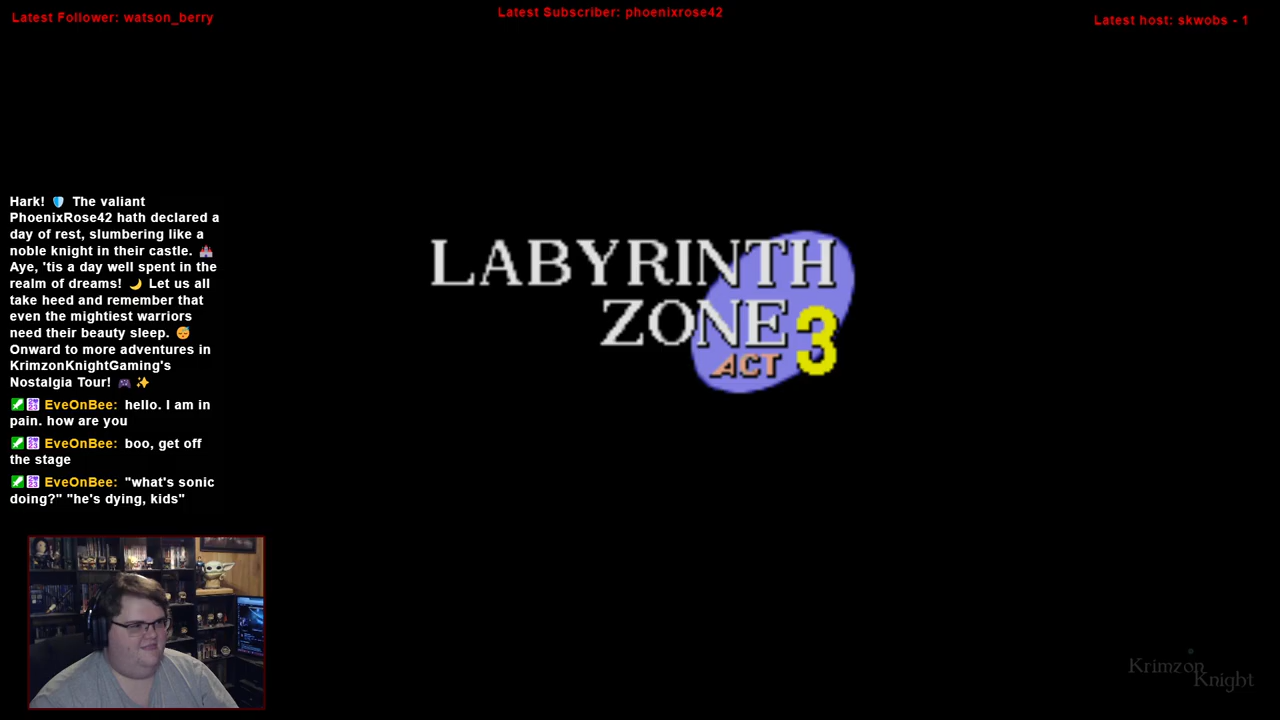 Latest Follower: watson_berry
Latest Subscriber: phoenixrose42
Latest host: skwobs - 1
LABYRINTH
ZONE
ACT 3
Hark! 🛡️ The valiant
PhoenixRose42 hath declared a
day of rest, slumbering like a
noble knight in their castle. 🏰
Aye, 'tis a day well spent in the
realm of dreams! 🌙 Let us all
take heed and remember that
even the mightiest warriors
need their beauty sleep. 😴
Onward to more adventures in
KrimzonKnightGaming's
Nostalgia Tour! 🎮 ✨
EveOnBee: hello. I am in
pain. how are you
EveOnBee: boo, get off
the stage
EveOnBee: "what's sonic
doing?" "he's dying, kids"
Krimzon
Knight